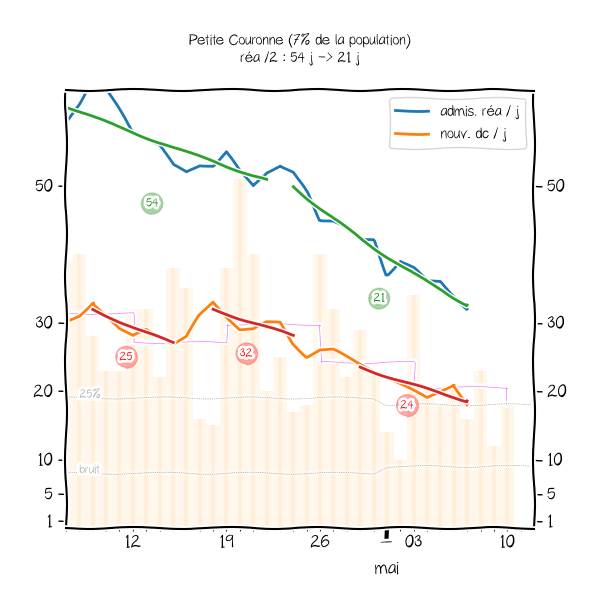 Petite Couronne (7% de la population)
réa /2 : 54 j -> 21 j
admis. réa / j
nouv. dc / j
50 50
54
21
30 30
25 32
24
25%
20 20
bruit
10 10
5 5
1 1
12 19 26 1 03 10
mai